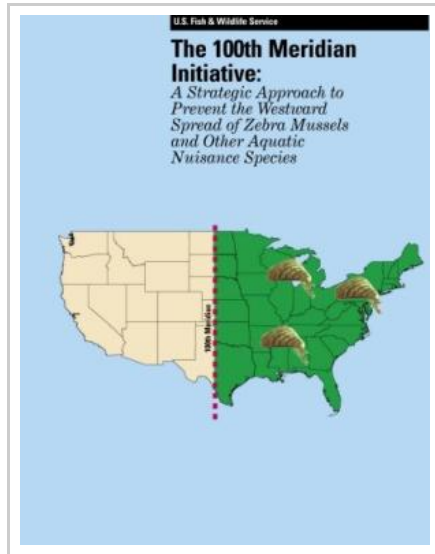 U.S. Fish & Wildlife Service
The 100th Meridian
Initiative:
A Strategic Approach to
Prevent the Westward
Spread of Zebra Mussels
and Other Aquatic
Nuisance Species
100th Meridian